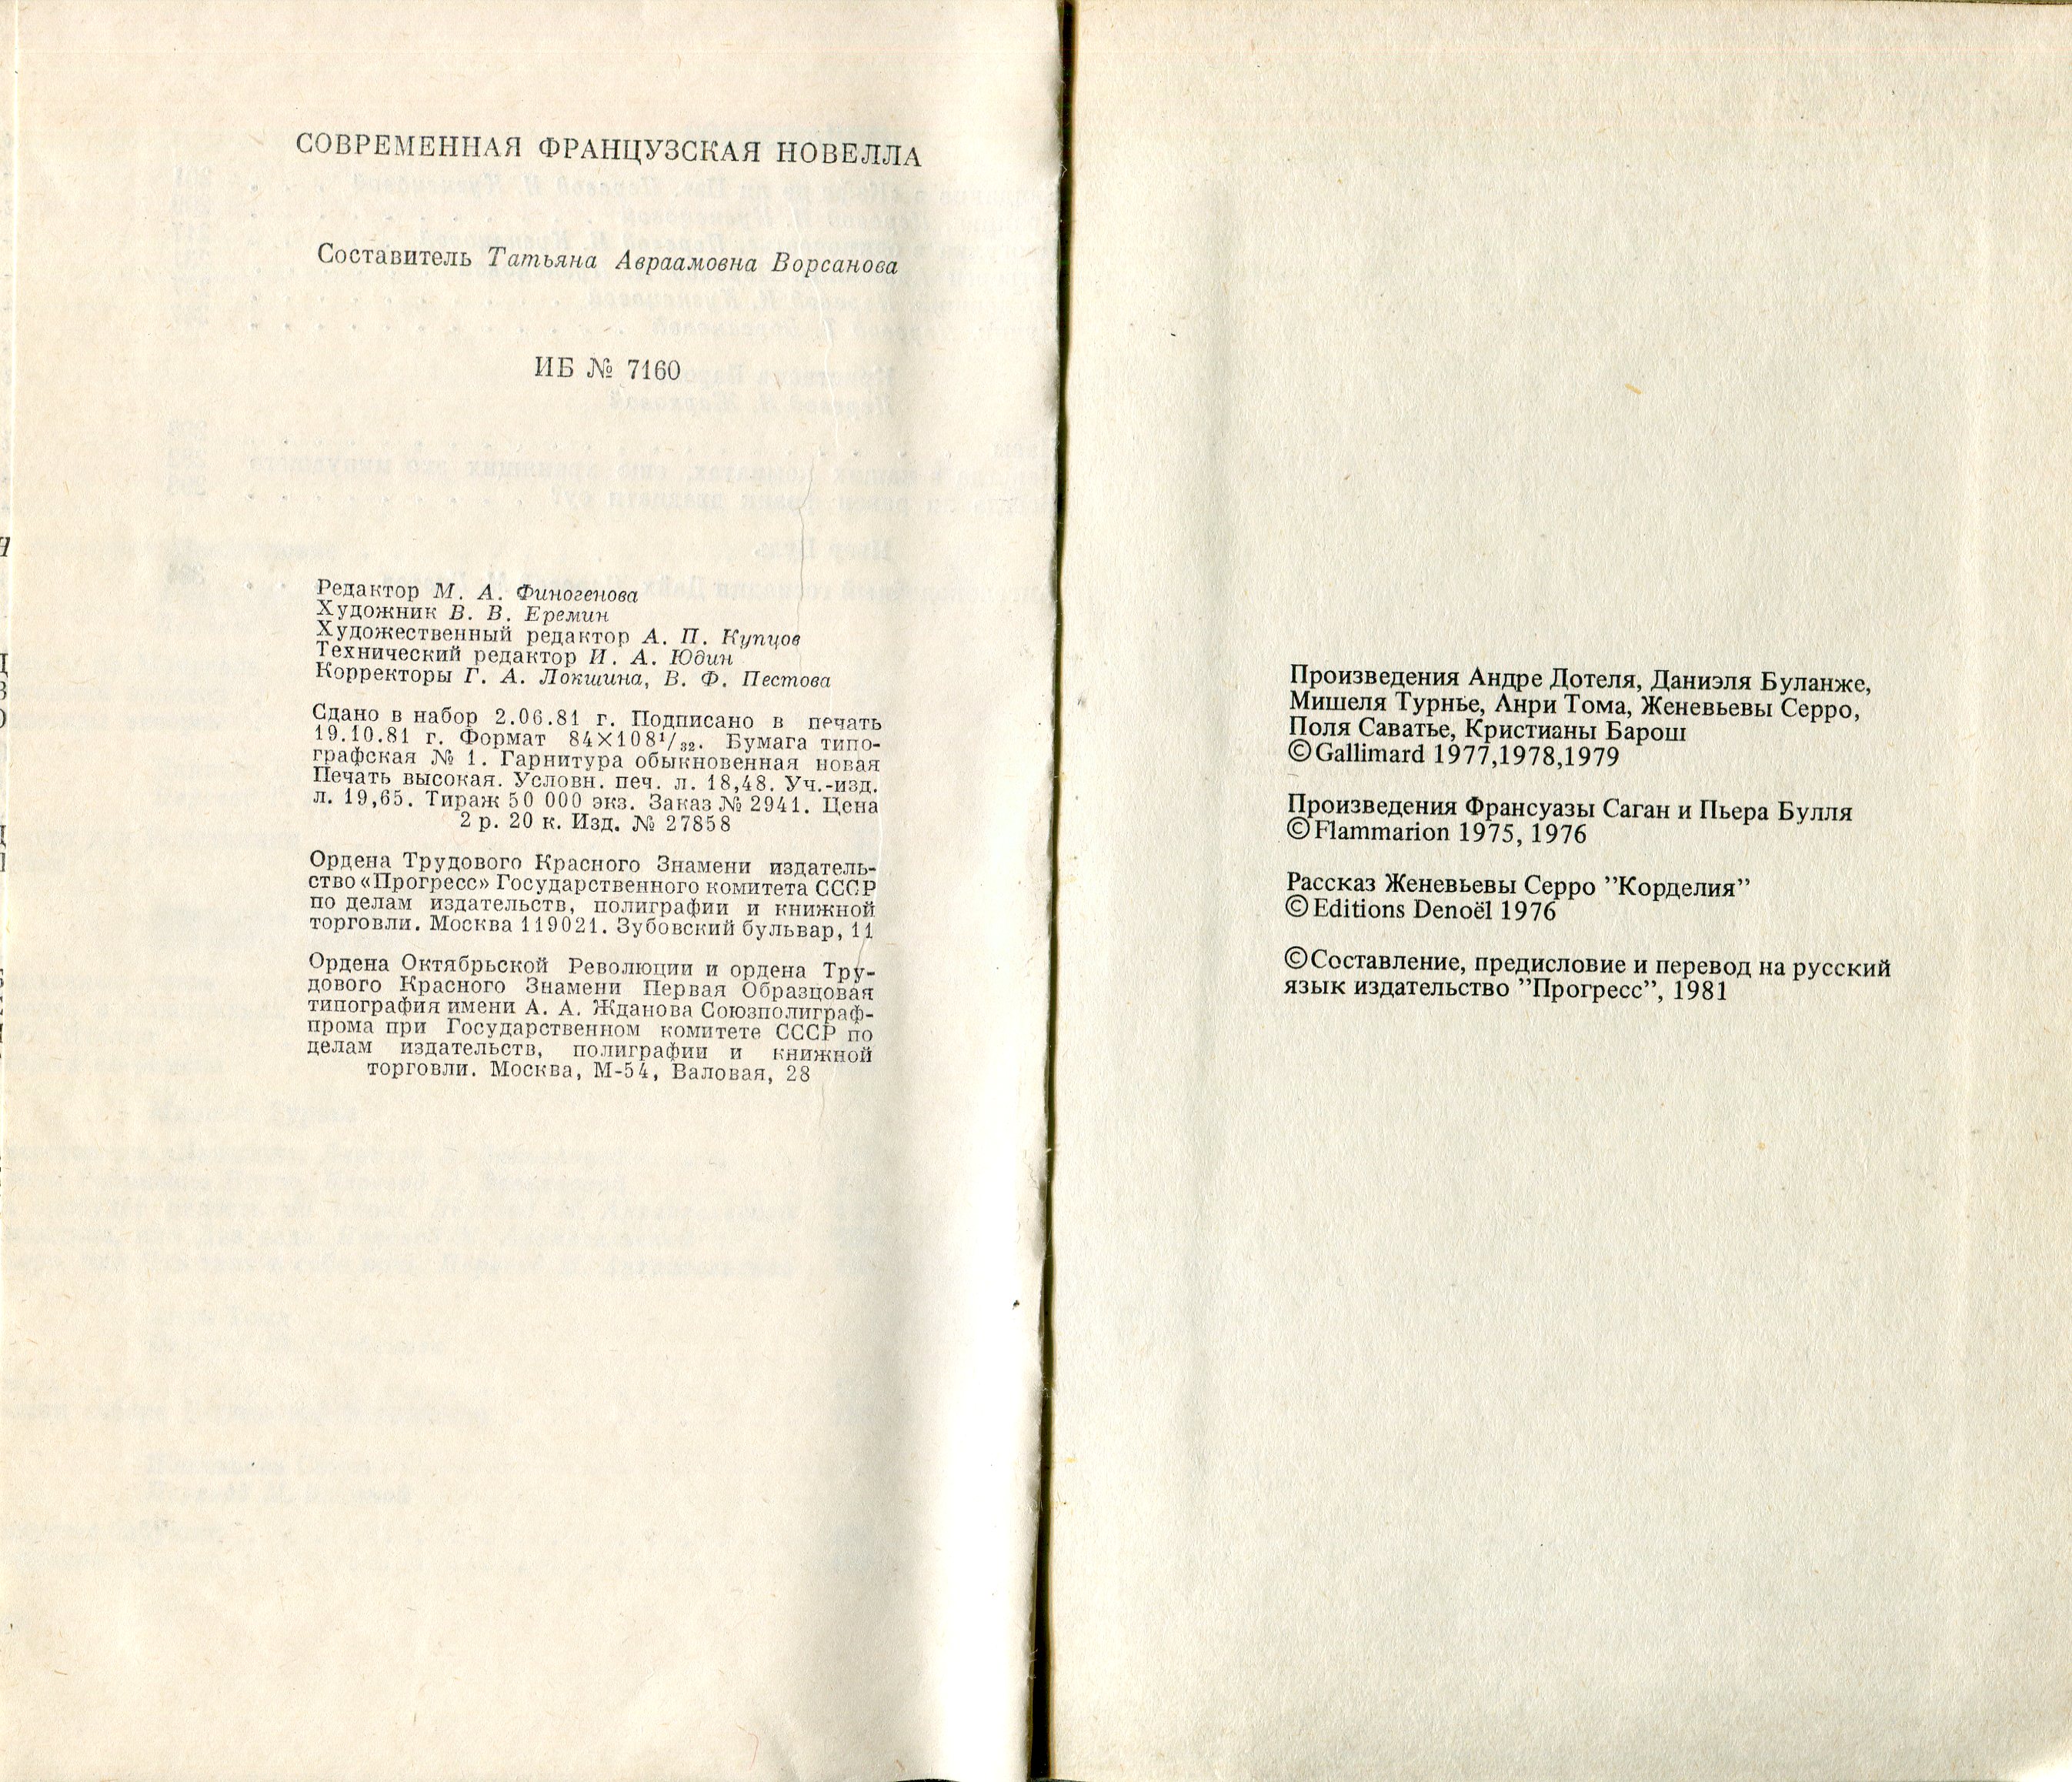 СОВРЕМЕННАЯ ФРАНЦУЗСКАЯ НОВЕЛЛА
Составитель Татьяна Авраамовна Ворсанова
ИБ № 7160
Редактор М. А. Финогенова
Художник В. В. Еремин
Художественный редактор А. П. Купцов
Технический редактор И. А. Юдин
Корректоры Г. А. Локшина, В. Ф. Пестова
Сдано в набор 2.06.81 г. Подписано в печать
19.10.81 г. Формат 84×108¹/₃₂. Бумага типо-
графская № 1. Гарнитура обыкновенная новая
Печать высокая. Условн. печ. л. 18,48. Уч.-изд.
л. 19,65. Тираж 50 000 экз. Заказ № 2941. Цена
2 р. 20 к. Изд. № 27858
Ордена Трудового Красного Знамени издатель-
ство «Прогресс» Государственного комитета СССР
по делам издательств, полиграфии и книжной
торговли. Москва 119021. Зубовский бульвар, 11
Ордена Октябрьской Революции и ордена Тру-
дового Красного Знамени Первая Образцовая
типография имени А. А. Жданова Союзполиграф-
прома при Государственном комитете СССР по
делам издательств, полиграфии и книжной
торговли. Москва, М-54, Валовая, 28
Произведения Андре Дотеля, Даниэля Буланже,
Мишеля Турнье, Анри Тома, Женевьевы Серро,
Поля Саватье, Кристианы Барош
© Gallimard 1977,1978,1979
Произведения Франсуазы Саган и Пьера Булля
© Flammarion 1975, 1976
Рассказ Женевьевы Серро ”Корделия”
© Editions Denoël 1976
© Составление, предисловие и перевод на русский
язык издательство ”Прогресс”, 1981